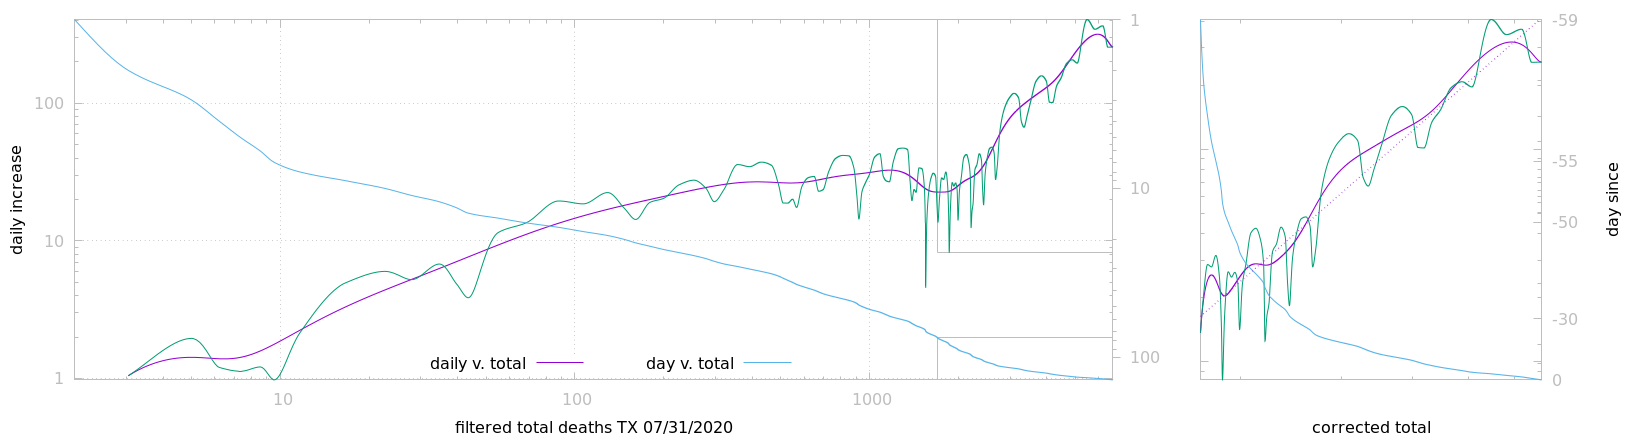 daily increase
100
10
1
10
100
1000
1
10
100
daily v. total
day v. total
filtered total deaths TX 07/31/2020
-59
-55
-50
-30
0
day since
corrected total